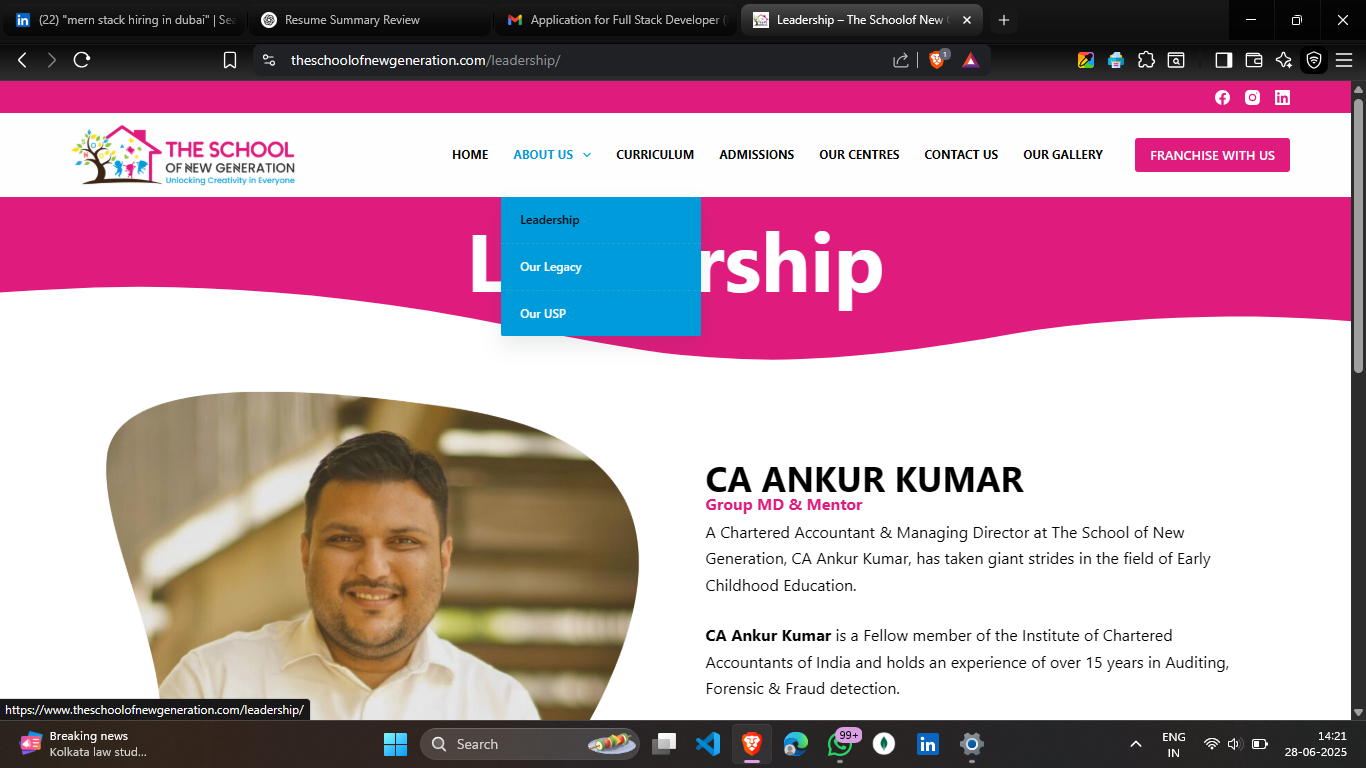 (22) "mern stack hiring in dubai" | Sea
Resume Summary Review
Application for Full Stack Developer (
Leadership – The Schoolof New G
theschoolofnewgeneration.com/leadership/
1
THE SCHOOL
OF NEW GENERATION
Unlocking Creativity in Everyone
HOME
ABOUT US
CURRICULUM
ADMISSIONS
OUR CENTRES
CONTACT US
OUR GALLERY
FRANCHISE WITH US
Leadership
Our Legacy
Our USP
L rship
CA ANKUR KUMAR
Group MD & Mentor
A Chartered Accountant & Managing Director at The School of New
Generation, CA Ankur Kumar, has taken giant strides in the field of Early
Childhood Education.
CA Ankur Kumar is a Fellow member of the Institute of Chartered
Accountants of India and holds an experience of over 15 years in Auditing,
Forensic & Fraud detection.
https://www.theschoolofnewgeneration.com/leadership/
Breaking news
Kolkata law stud...
Search
99+
ENG
IN
14:21
28-06-2025